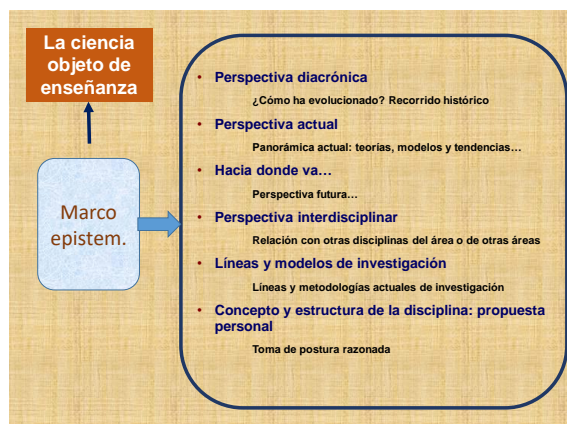 La ciencia
objeto de
enseñanza
Marco
epistem.
• Perspectiva diacrónica
¿Cómo ha evolucionado? Recorrido histórico
• Perspectiva actual
Panorámica actual: teorías, modelos y tendencias…
• Hacia donde va…
Perspectiva futura…
• Perspectiva interdisciplinar
Relación con otras disciplinas del área o de otras áreas
• Líneas y modelos de investigación
Líneas y metodologías actuales de investigación
• Concepto y estructura de la disciplina: propuesta
personal
Toma de postura razonada